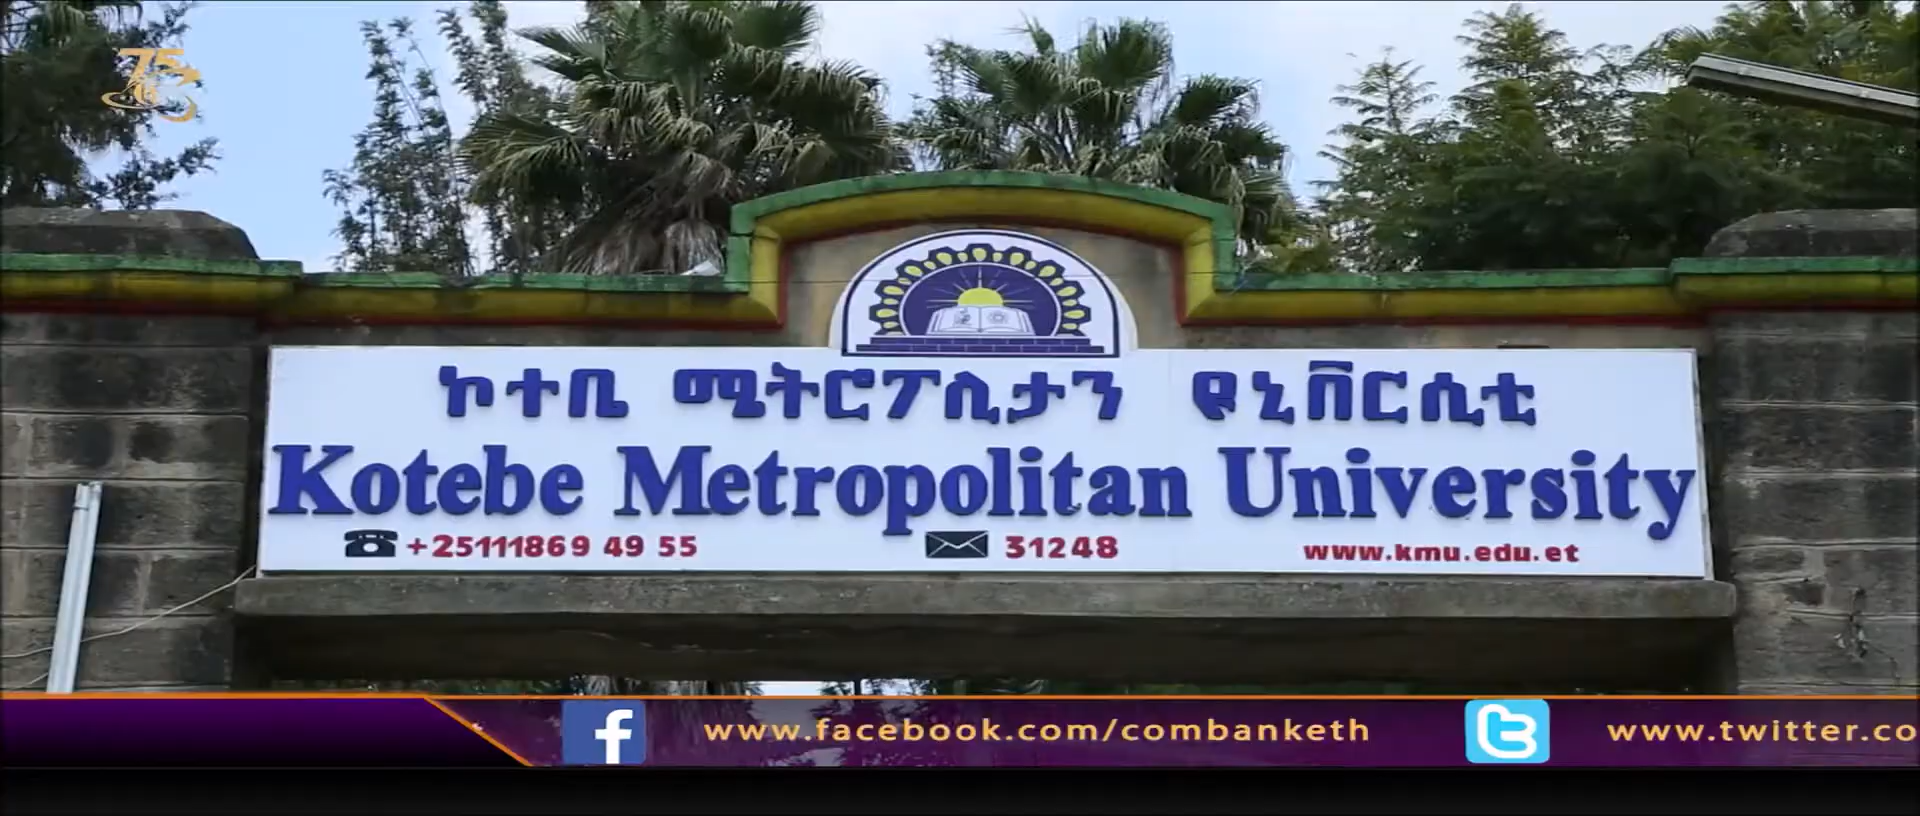 75
ኮተቤ ሜትሮፖሊታን ዩኒቨርሲቲ
Kotebe Metropolitan University
+25111869 49 55
31248
www.kmu.edu.et
www.facebook.com/combanketh
www.twitter.co